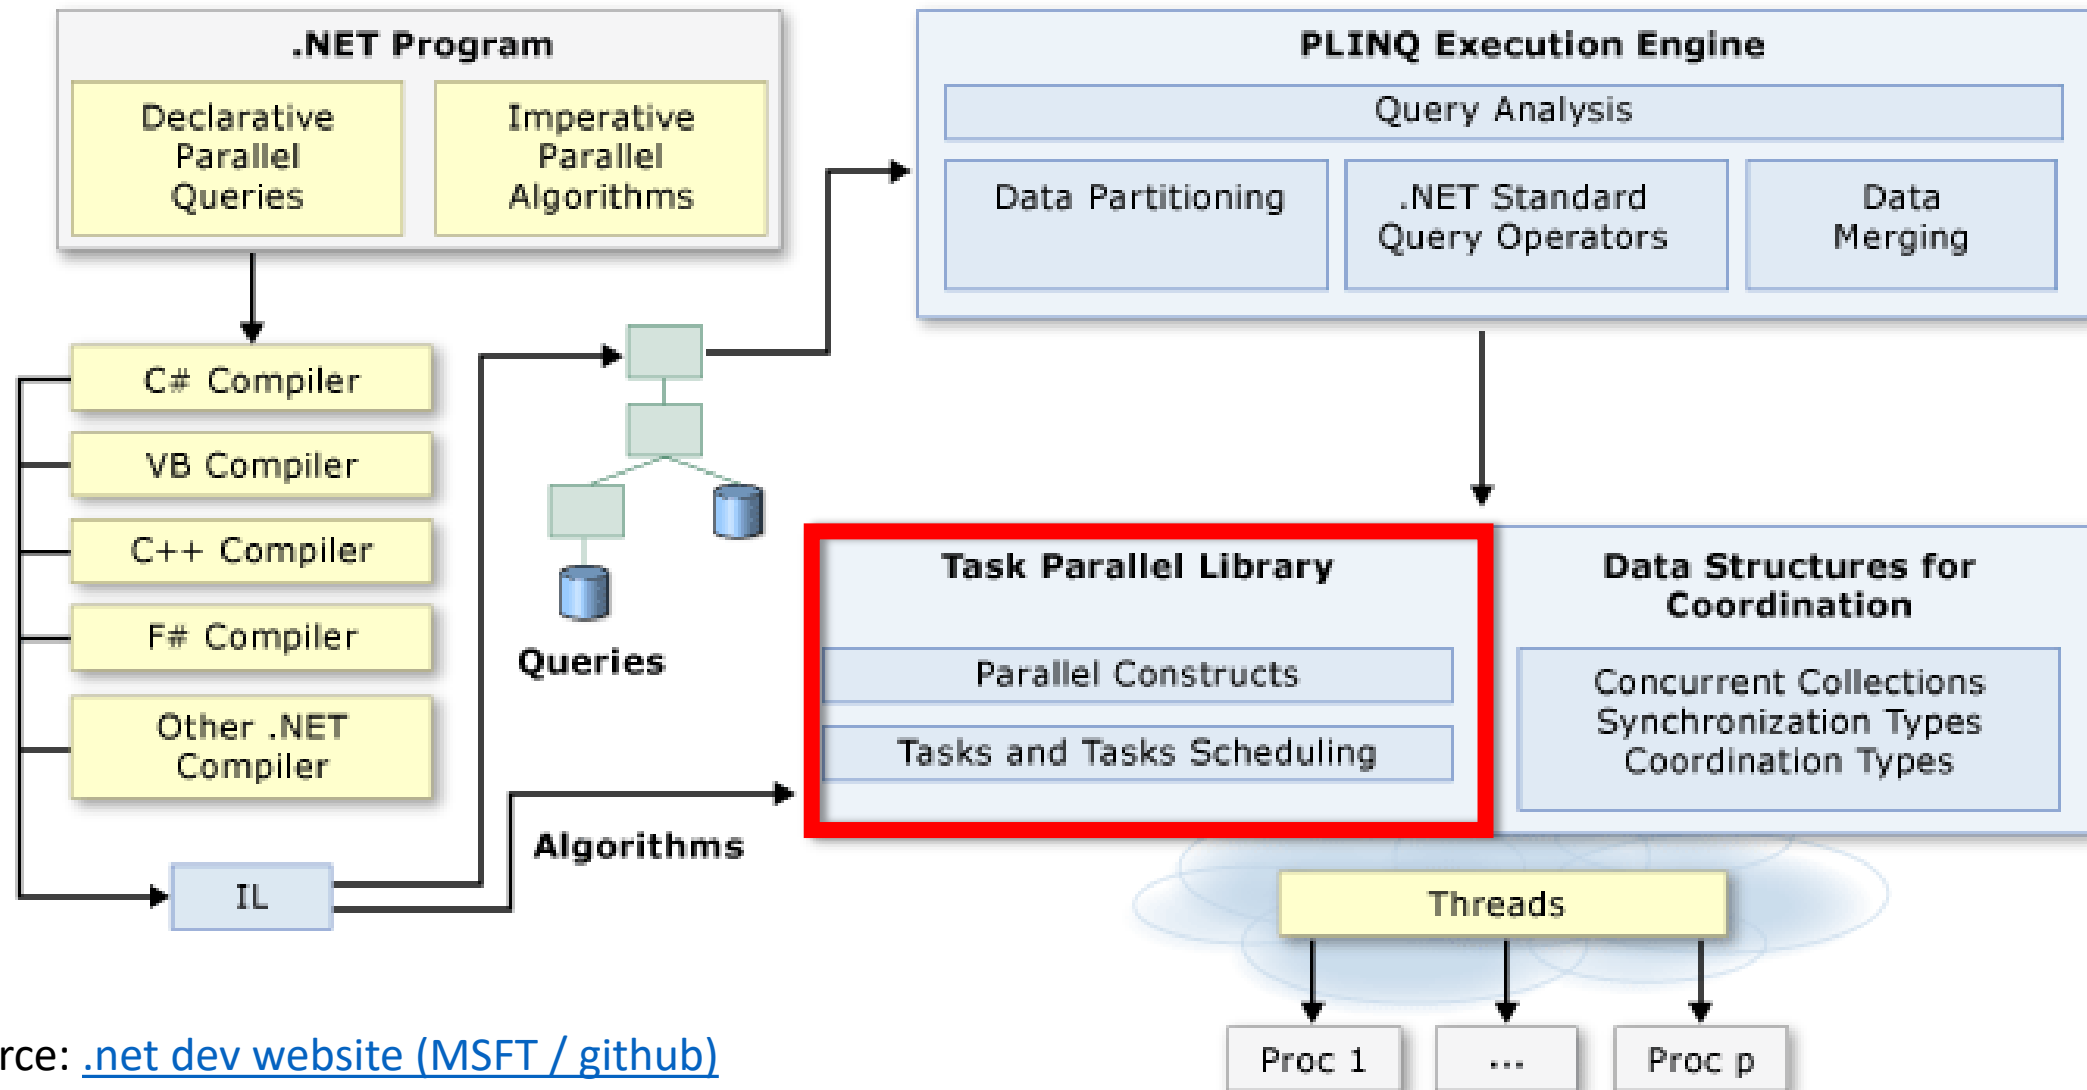 .NET Program
Declarative
Parallel
Queries
Imperative
Parallel
Algorithms
PLINQ Execution Engine
Query Analysis
Data Partitioning
.NET Standard
Query Operators
Data
Merging
C# Compiler
VB Compiler
C++ Compiler
F# Compiler
Other .NET
Compiler
IL
Queries
Algorithms
Task Parallel Library
Parallel Constructs
Tasks and Tasks Scheduling
Data Structures for
Coordination
Concurrent Collections
Synchronization Types
Coordination Types
Threads
Proc 1
...
Proc p
rce: .net dev website (MSFT / github)